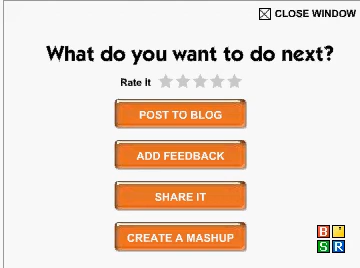 CLOSE WINDOW
What do you want to do next?
Rate It
POST TO BLOG
ADD FEEDBACK
SHARE IT
CREATE A MASHUP
B'
SR